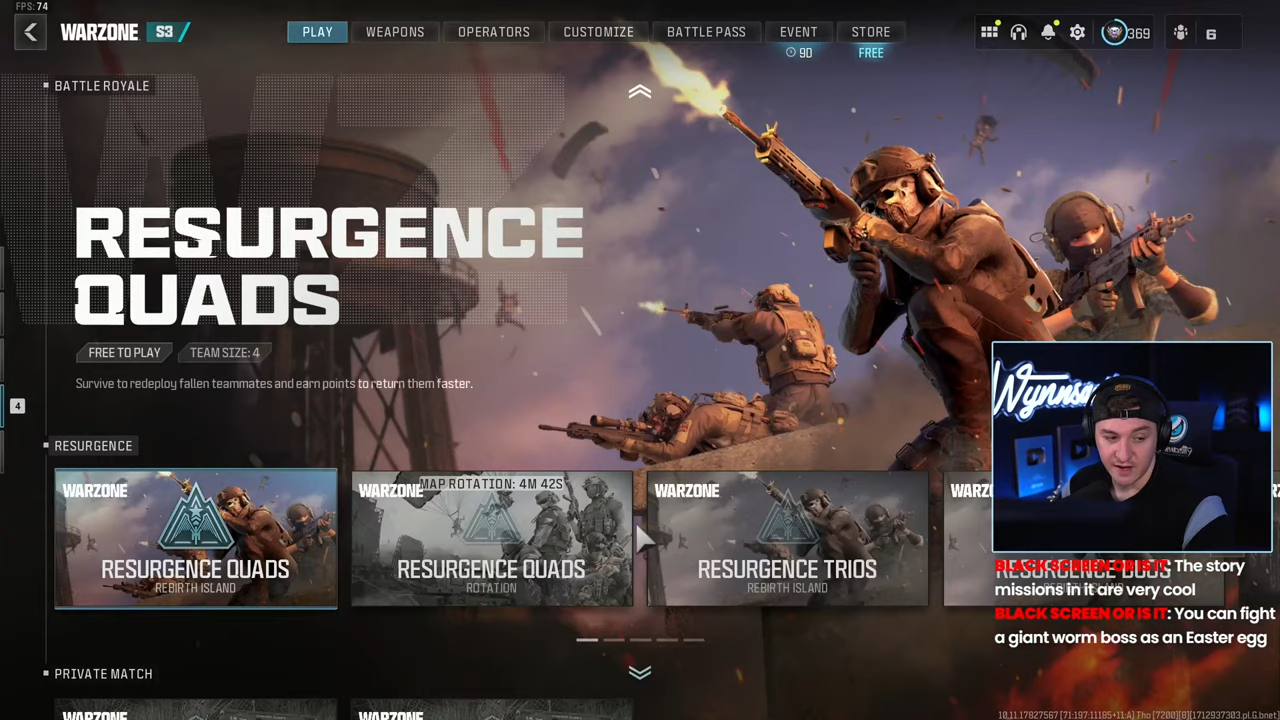 FPS: 74
WARZONE S3
PLAY
WEAPONS
OPERATORS
CUSTOMIZE
BATTLE PASS
EVENT
9D
STORE
FREE
369
6
BATTLE ROYALE
RESURGENCE
QUADS
FREE TO PLAY
TEAM SIZE: 4
Survive to redeploy fallen teammates and earn points to return them faster.
4
RESURGENCE
WARZONE
RESURGENCE QUADS
REBIRTH ISLAND
WARZONE
MAP ROTATION: 4M 42S
RESURGENCE QUADS
ROTATION
WARZONE
RESURGENCE TRIOS
REBIRTH ISLAND
RESURGENCE DUOS
BLACK SCREEN OR IS IT: The story
missions in it are very cool
BLACK SCREEN OR IS IT: You can fight
a giant worm boss as an Easter egg
PRIVATE MATCH
WARZONE
WARZONE